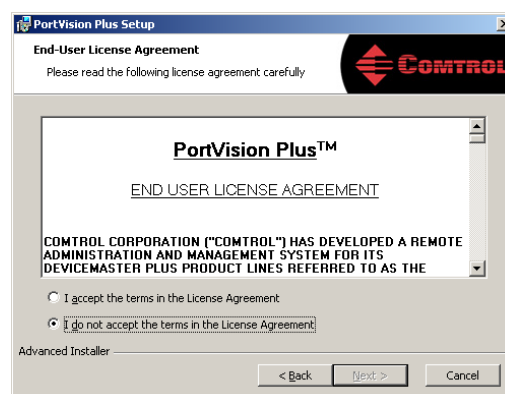 PortVision Plus Setup
End-User License Agreement
Please read the following license agreement carefully
COMTROL
PortVision Plus™
END USER LICENSE AGREEMENT
COMTROL CORPORATION ("COMTROL") HAS DEVELOPED A REMOTE
ADMINISTRATION AND MANAGEMENT SYSTEM FOR ITS
DEVICEMASTER PLUS PRODUCT LINES REFERRED TO AS THE
I accept the terms in the License Agreement
I do not accept the terms in the License Agreement
Advanced Installer
< Back
Next >
Cancel